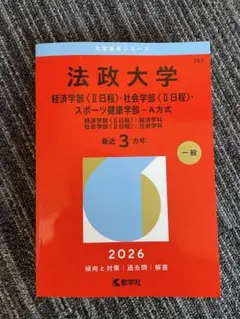 大学赤本シリーズ
法政大学
経済学部〈Ⅱ日程〉・社会学部〈Ⅱ日程〉・
スポーツ健康学部－A方式
経済学部〈Ⅱ日程〉：経済学科
社会学部〈Ⅱ日程〉：社会学科
最近3カ年
一般
2026
傾向と対策｜過去問｜解答
教学社